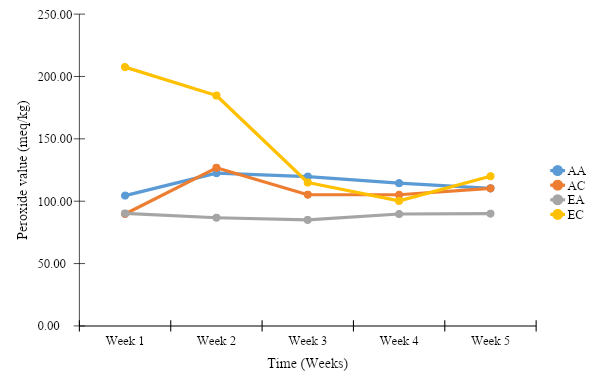 250.00
200.00
150.00
100.00
50.00
0.00
Peroxide value (meq/kg)
Week 1 Week 2 Week 3 Week 4 Week 5
Time (Weeks)
AA
AC
EA
EC